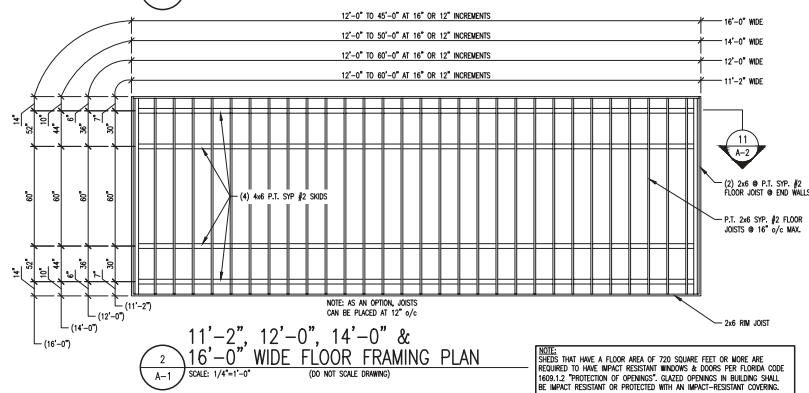 12'-0" TO 45'-0" AT 16" OR 12" INCREMENTS
16'-0" WIDE
12'-0" TO 50'-0" AT 16" OR 12" INCREMENTS
14'-0" WIDE
12'-0" TO 60'-0" AT 16" OR 12" INCREMENTS
12'-0" WIDE
12'-0" TO 60'-0" AT 16" OR 12" INCREMENTS
11'-2" WIDE
14" 10" 6" 7"
52" 44" 36" 30"
60" 60" 60" 60"
52" 44" 36" 30"
14" 10" 6" 7"
(11'-2")
(12'-0")
(14'-0")
(16'-0")
(4) 4x6 P.T. SYP #2 SKIDS
11
A-2
(2) 2x6 @ P.T. SYP. #2
FLOOR JOIST @ END WALLS
P.T. 2x6 SYP. #2 FLOOR
JOISTS @ 16" o/c MAX.
2x6 RIM JOIST
NOTE: AS AN OPTION, JOISTS
CAN BE PLACED AT 12" o/c
2
A-1
11'-2", 12'-0", 14'-0" &
16'-0" WIDE FLOOR FRAMING PLAN
SCALE: 1/4"=1'-0" (DO NOT SCALE DRAWING)
NOTE:
SHEDS THAT HAVE A FLOOR AREA OF 720 SQUARE FEET OR MORE ARE
REQUIRED TO HAVE IMPACT RESISTANT WINDOWS & DOORS PER FLORIDA CODE
1609.1.2 "PROTECTION OF OPENINGS". GLAZED OPENINGS IN BUILDING SHALL
BE IMPACT RESISTANT OR PROTECTED WITH AN IMPACT-RESISTANT COVERING.